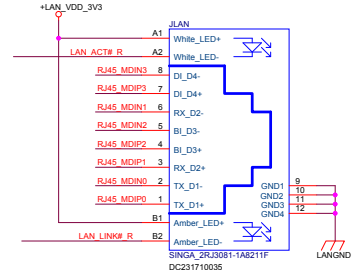 +LAN_VDD_3V3
JLAN
A1 White_LED+
LAN_ACT#_R A2 White_LED-
RJ45_MDIN3 8 DI_D4-
RJ45_MDIP3 7 DI_D4+
RJ45_MDIN1 6 RX_D2-
RJ45_MDIN2 5 BI_D3-
RJ45_MDIP2 4 BI_D3+
RJ45_MDIP1 3 RX_D2+
RJ45_MDIN0 2 TX_D1- GND1 9
GND2 10
RJ45_MDIP0 1 TX_D1+ GND3 11
GND4 12
B1 Amber_LED+
LAN_LINK#_R B2 Amber_LED-
LANGND
SINGA_2RJ3081-1A8211F
DC231710035